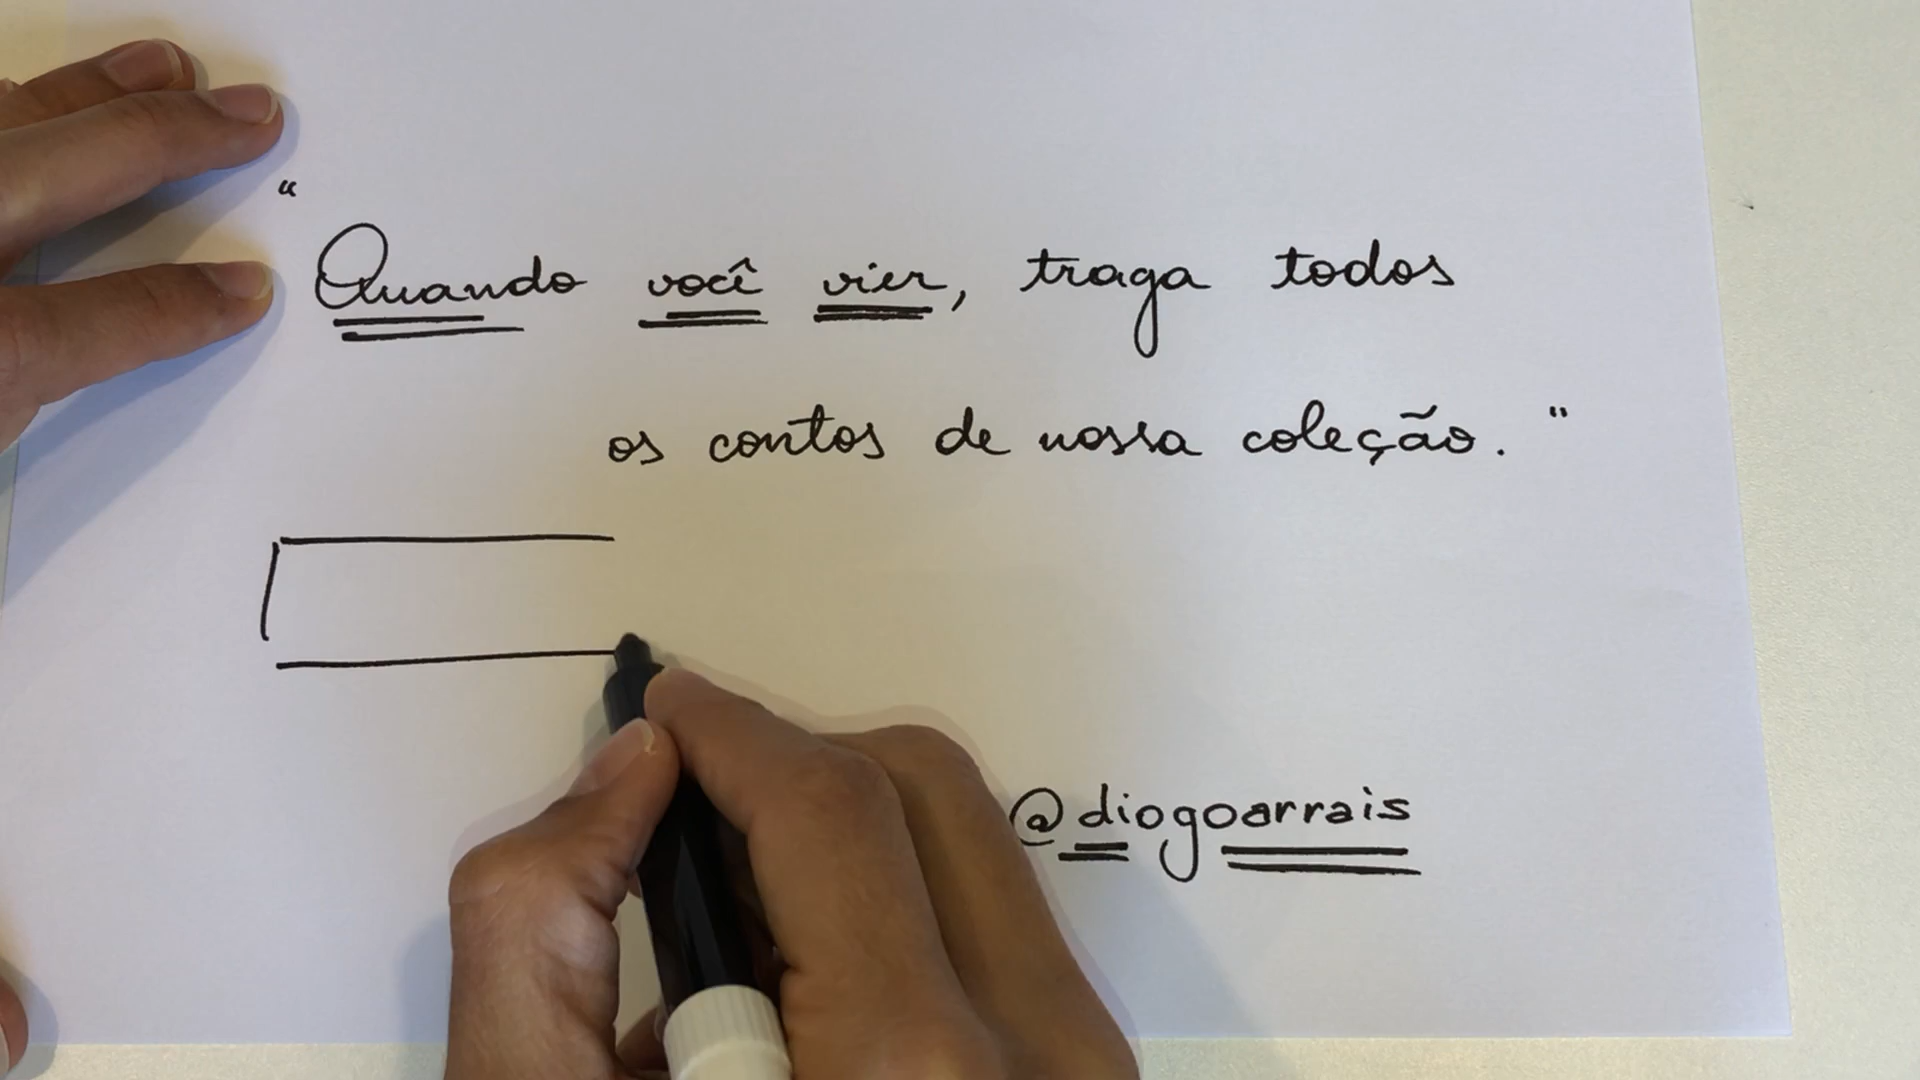 “Quando você vier, traga todos
os contos de nossa coleção.”
@diogoarrais